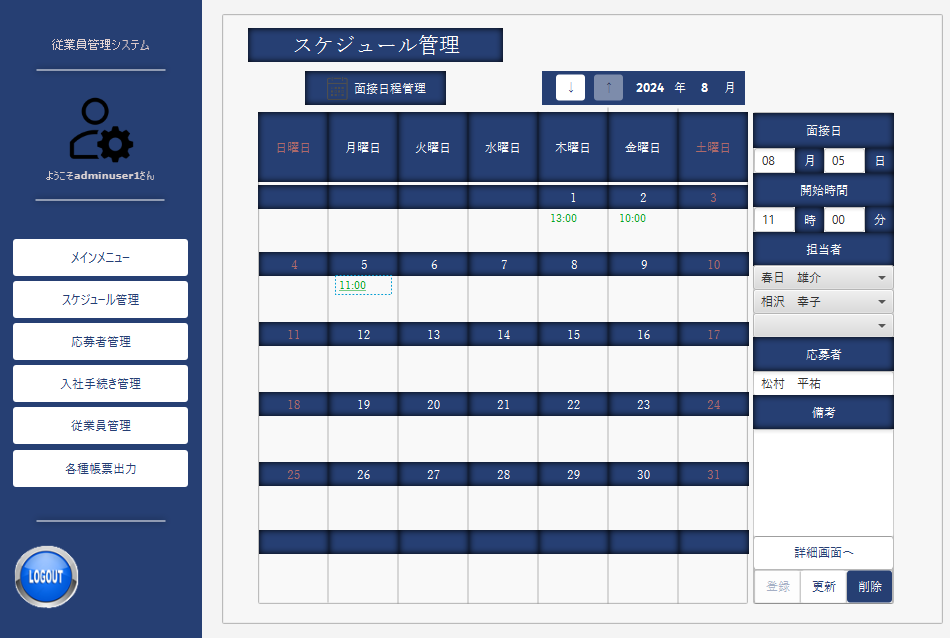 従業員管理システム
ようこそadminuser1さん
メインメニュー
スケジュール管理
応募者管理
入社手続き管理
従業員管理
各種帳票出力
LOGOUT
スケジュール管理
面接日程管理
↓ ↑ 2024 年 8 月
日曜日 月曜日 火曜日 水曜日 木曜日 金曜日 土曜日
1 2 3
13:00 10:00
4 5 6 7 8 9 10
11:00
11 12 13 14 15 16 17
18 19 20 21 22 23 24
25 26 27 28 29 30 31
面接日
08 月 05 日
開始時間
11 時 00 分
担当者
春日 雄介
相沢 幸子
応募者
松村 平祐
備考
詳細画面へ
登録 更新 削除